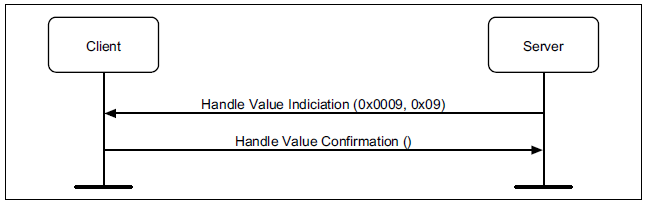 Client
Server
Handle Value Indiciation (0x0009, 0x09)
Handle Value Confirmation ()